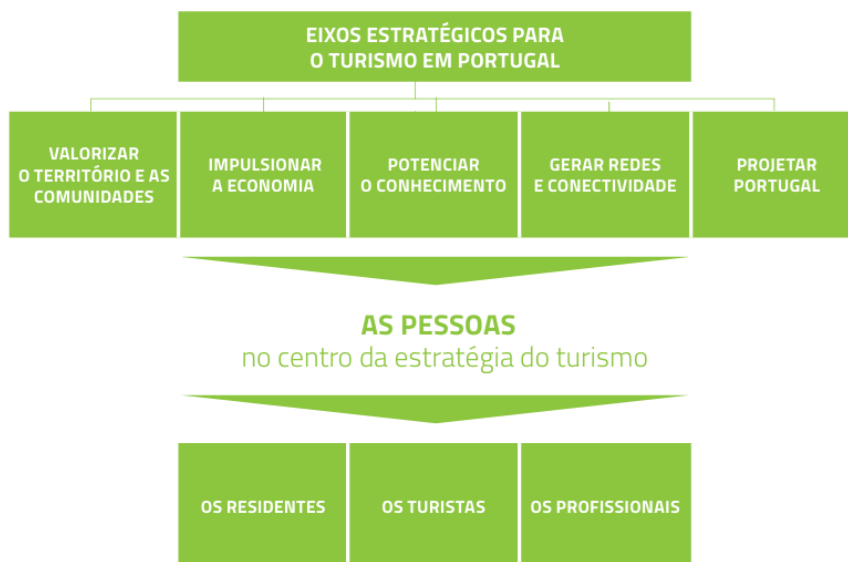 EIXOS ESTRATÉGICOS PARA
O TURISMO EM PORTUGAL
VALORIZAR
O TERRITÓRIO E AS
COMUNIDADES
IMPULSIONAR
A ECONOMIA
POTENCIAR
O CONHECIMENTO
GERAR REDES
E CONECTIVIDADE
PROJETAR
PORTUGAL
AS PESSOAS
no centro da estratégia do turismo
OS RESIDENTES
OS TURISTAS
OS PROFISSIONAIS